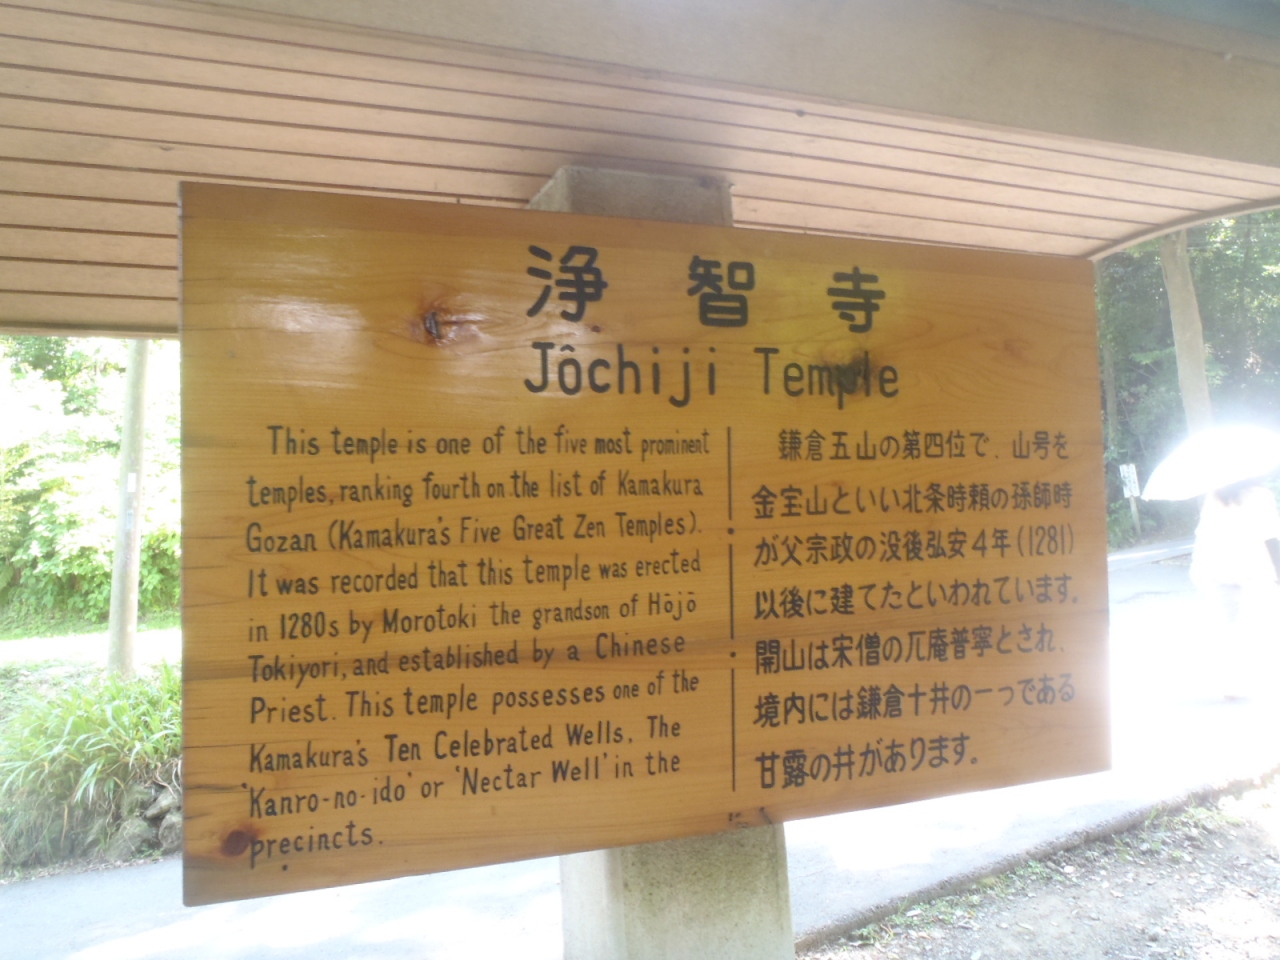 浄智寺
Jôchiji Temple
This temple is one of the five most prominent
temples, ranking fourth on the list of Kamakura
Gozan (Kamakura's Five Great Zen Temples).
It was recorded that this temple was erected
in 1280s by Morotoki the grandson of Hōjō
Tokiyori, and established by a Chinese
Priest. This temple possesses one of the
Kamakura's Ten Celebrated Wells. The
'Kanro-no-ido' or 'Nectar Well' in the
precincts.
鎌倉五山の第四位で、山号を
金宝山といい北条時頼の孫師時
が父宗政の没後弘安4年(1281)
以後に建てたといわれています。
開山は宋僧の兀庵普寧とされ、
境内には鎌倉十井の一つである
甘露の井があります。